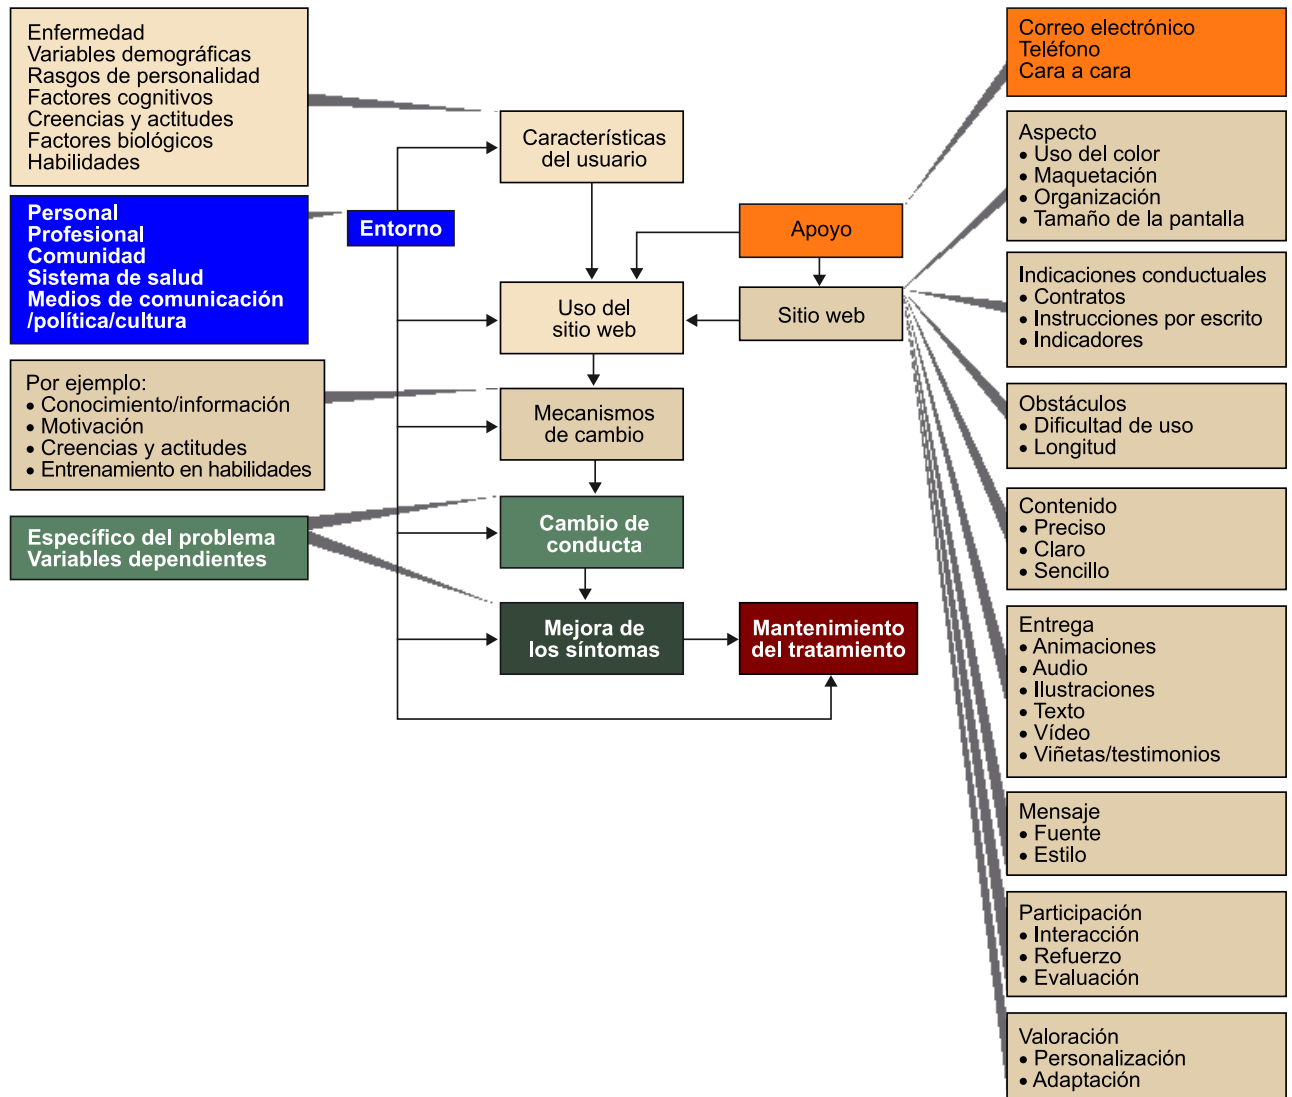 Enfermedad
Variables demográficas
Rasgos de personalidad
Factores cognitivos
Creencias y actitudes
Factores biológicos
Habilidades
Personal
Profesional
Comunidad
Sistema de salud
Medios de comunicación
/política/cultura
Por ejemplo:
• Conocimiento/información
• Motivación
• Creencias y actitudes
• Entrenamiento en habilidades
Específico del problema
Variables dependientes
Entorno
Características
del usuario
Uso del
sitio web
Mecanismos
de cambio
Cambio de
conducta
Mejora de
los síntomas
Apoyo
Sitio web
Mantenimiento
del tratamiento
Correo electrónico
Teléfono
Cara a cara
Aspecto
• Uso del color
• Maquetación
• Organización
• Tamaño de la pantalla
Indicaciones conductuales
• Contratos
• Instrucciones por escrito
• Indicadores
Obstáculos
• Dificultad de uso
• Longitud
Contenido
• Preciso
• Claro
• Sencillo
Entrega
• Animaciones
• Audio
• Ilustraciones
• Texto
• Vídeo
• Viñetas/testimonios
Mensaje
• Fuente
• Estilo
Participación
• Interacción
• Refuerzo
• Evaluación
Valoración
• Personalización
• Adaptación